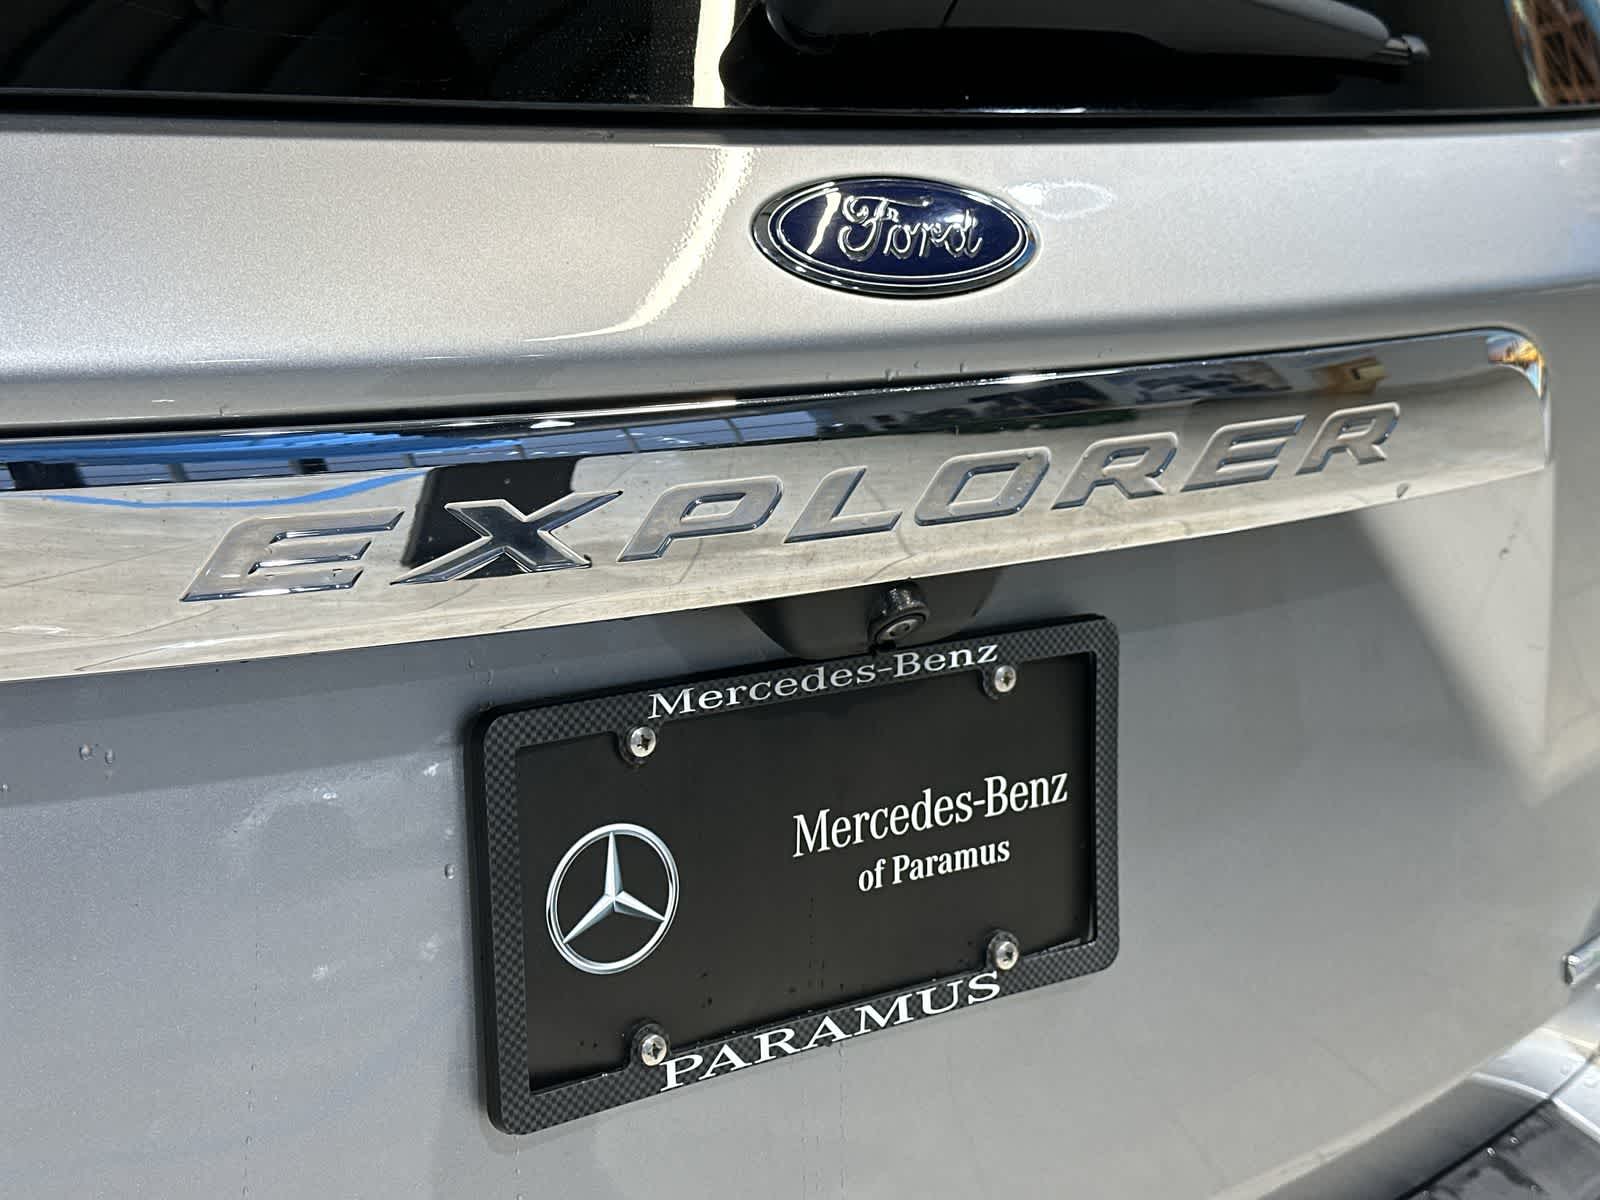 Ford
EXPLORER
Mercedes-Benz
Mercedes-Benz
of Paramus
PARAMUS